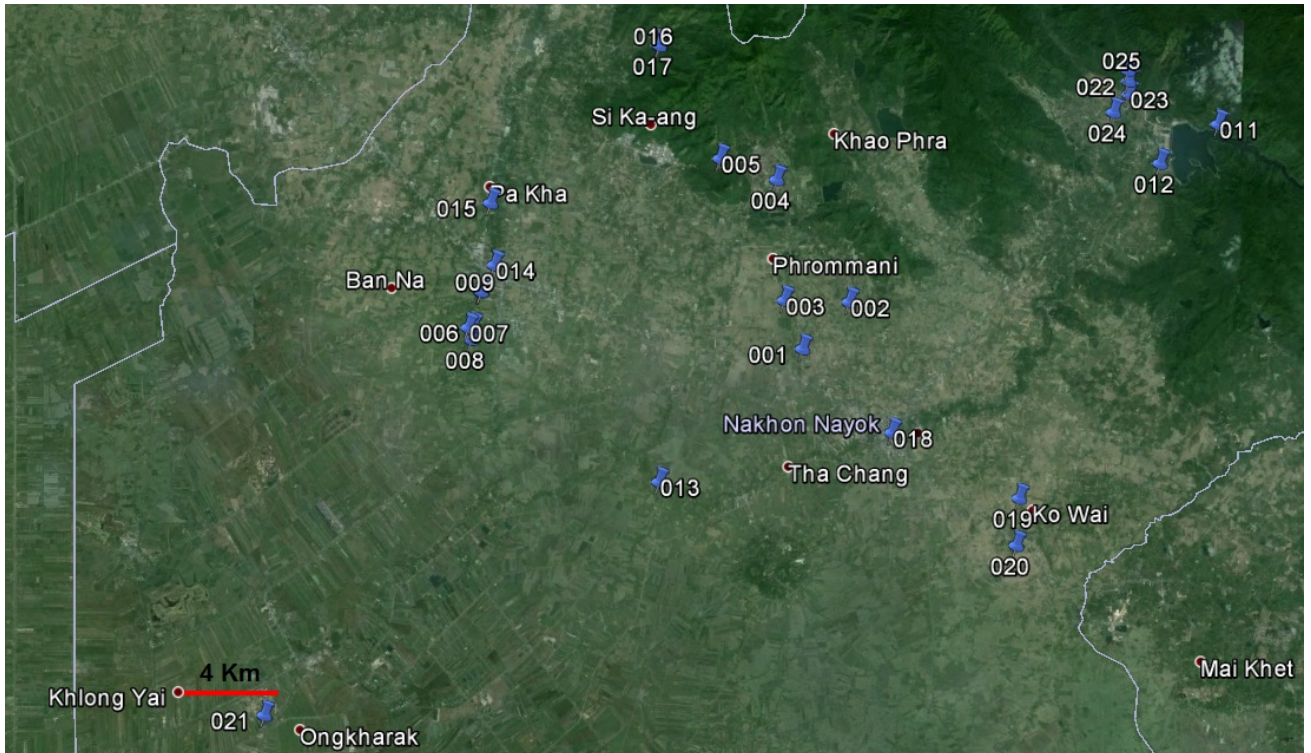 016
017
025
022
023
024
011
Si Ka-ang
Khao Phra
005
004
012
Pa Kha
015
Phrommani
014
Ban Na
009
003
002
006
007
008
001
Nakhon Nayok
018
Tha Chang
013
019
Ko Wai
020
Mai Khet
4 Km
Khlong Yai
021
Ongkharak